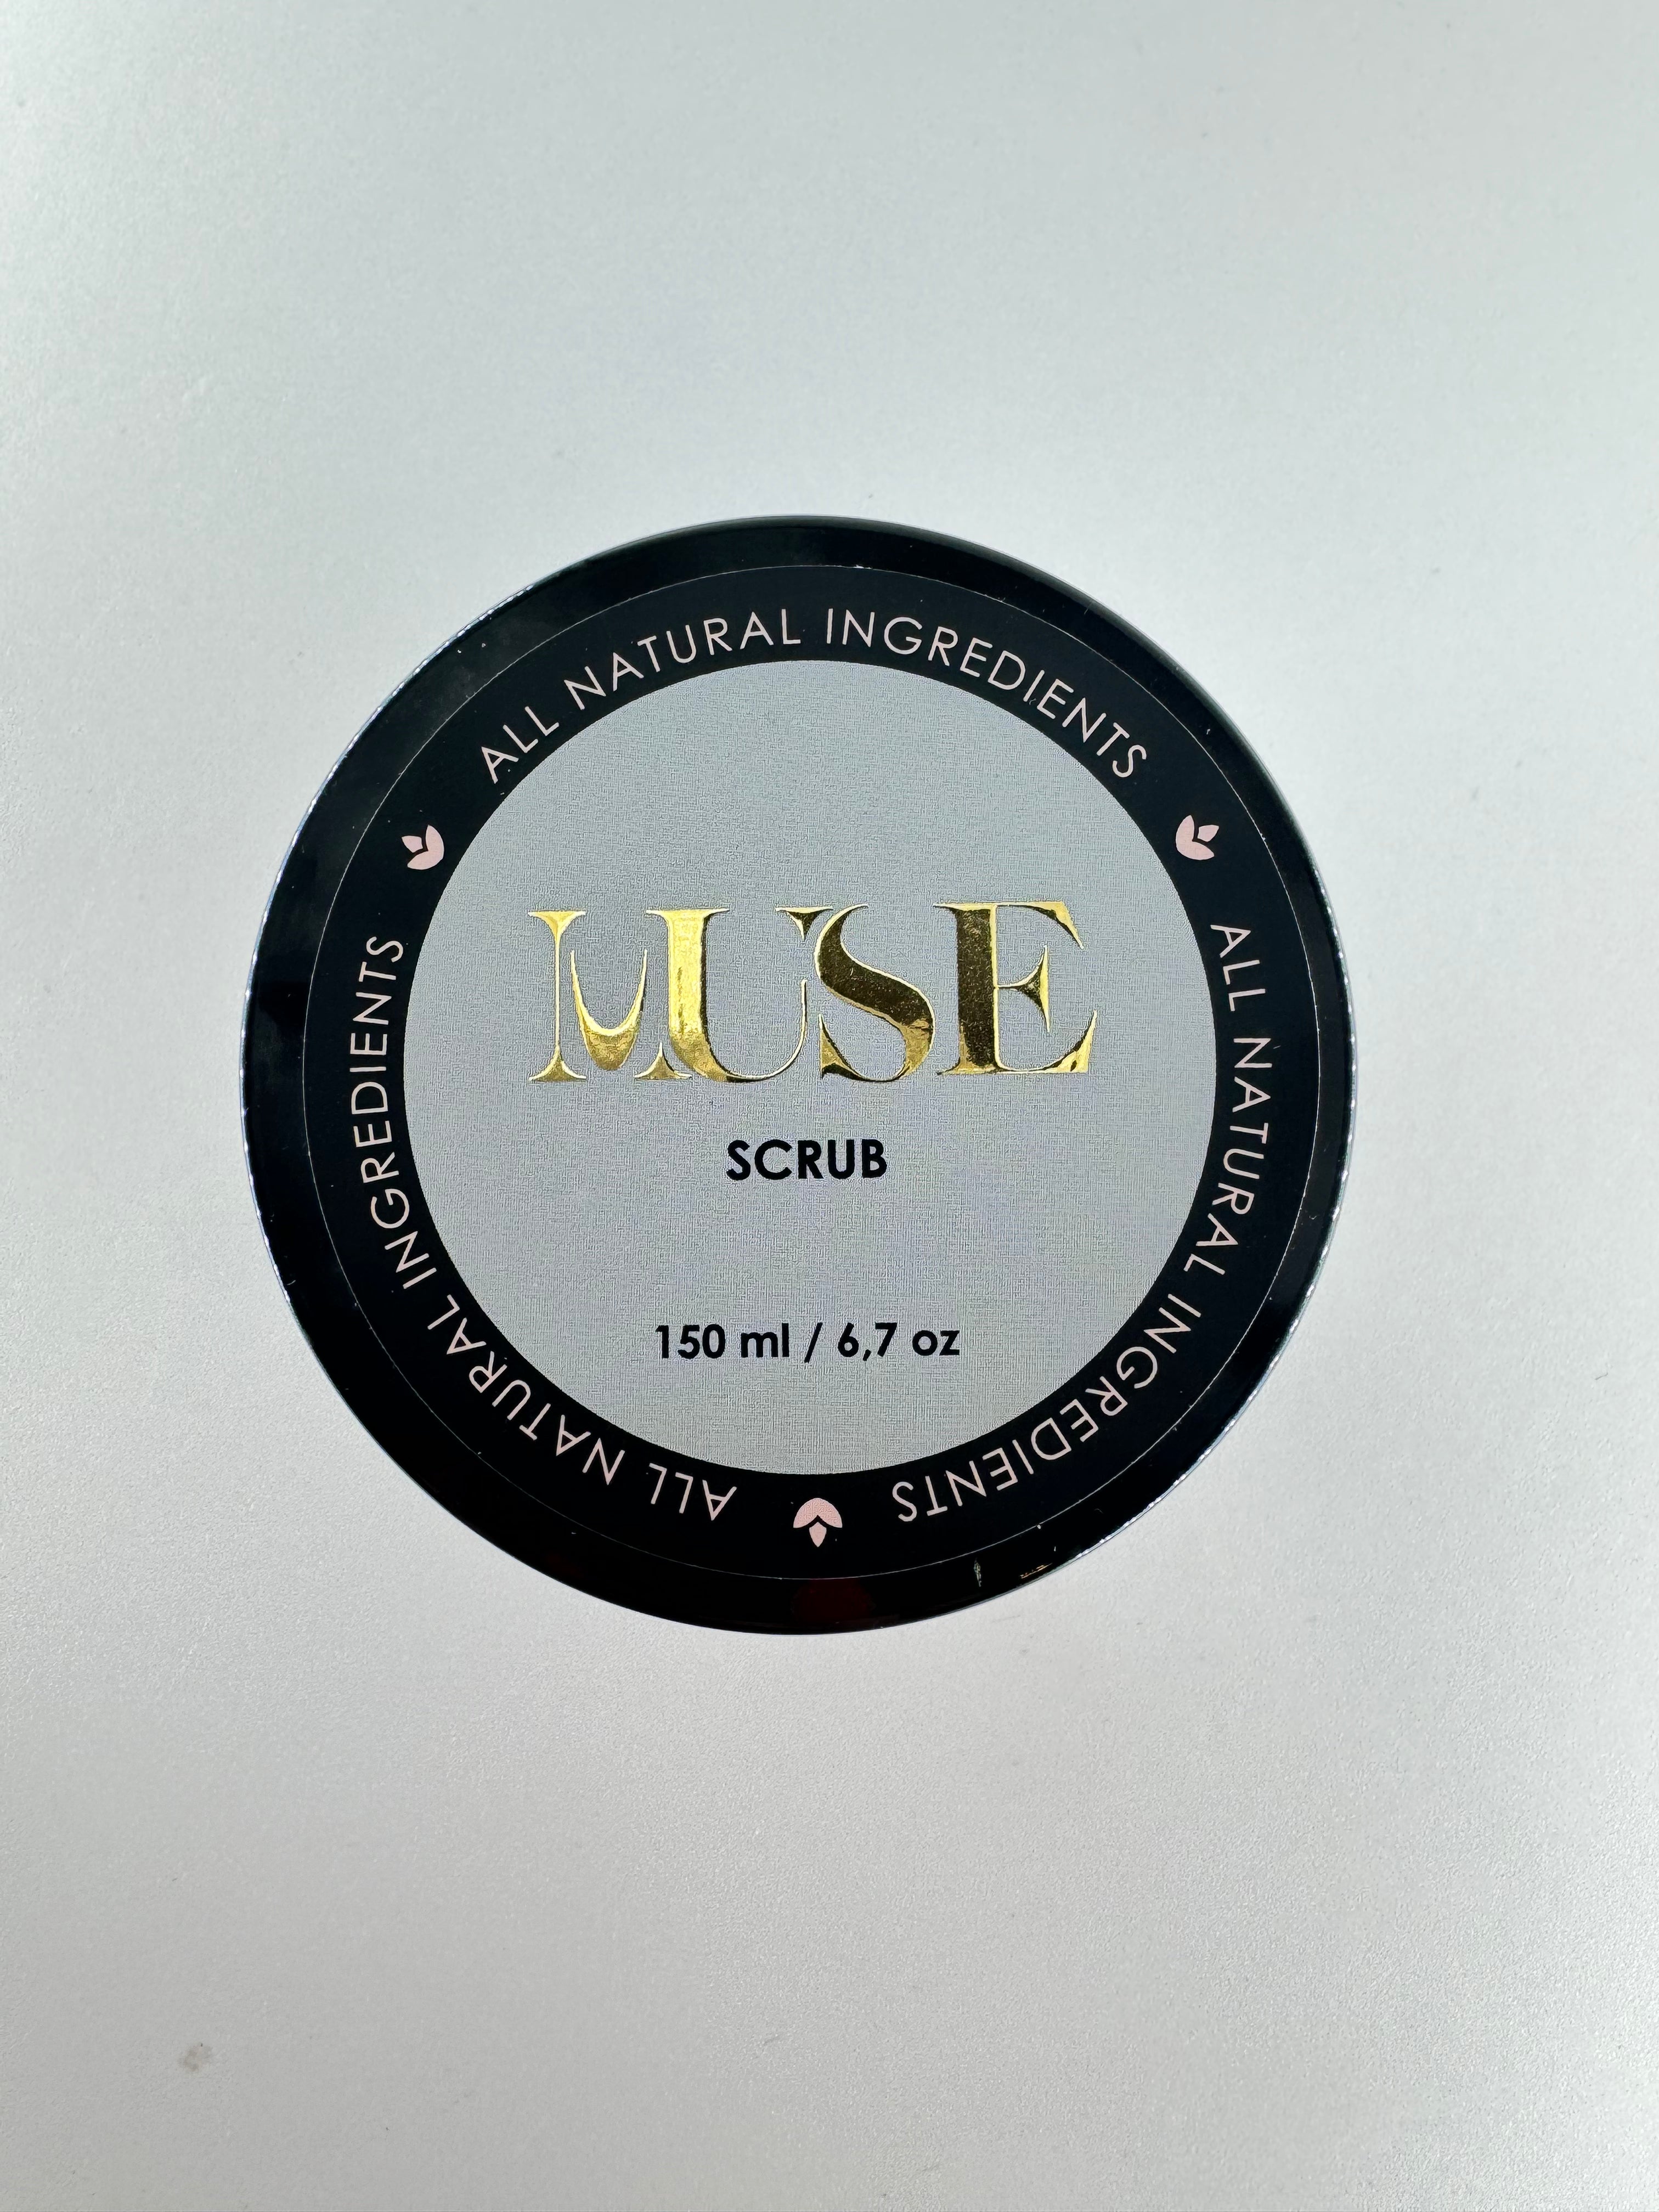 ALL NATURAL INGREDIENTS
ALL NATURAL INGREDIENTS
ALL NATURAL INGREDIENTS
MUSE
SCRUB
150 ml / 6,7 oz